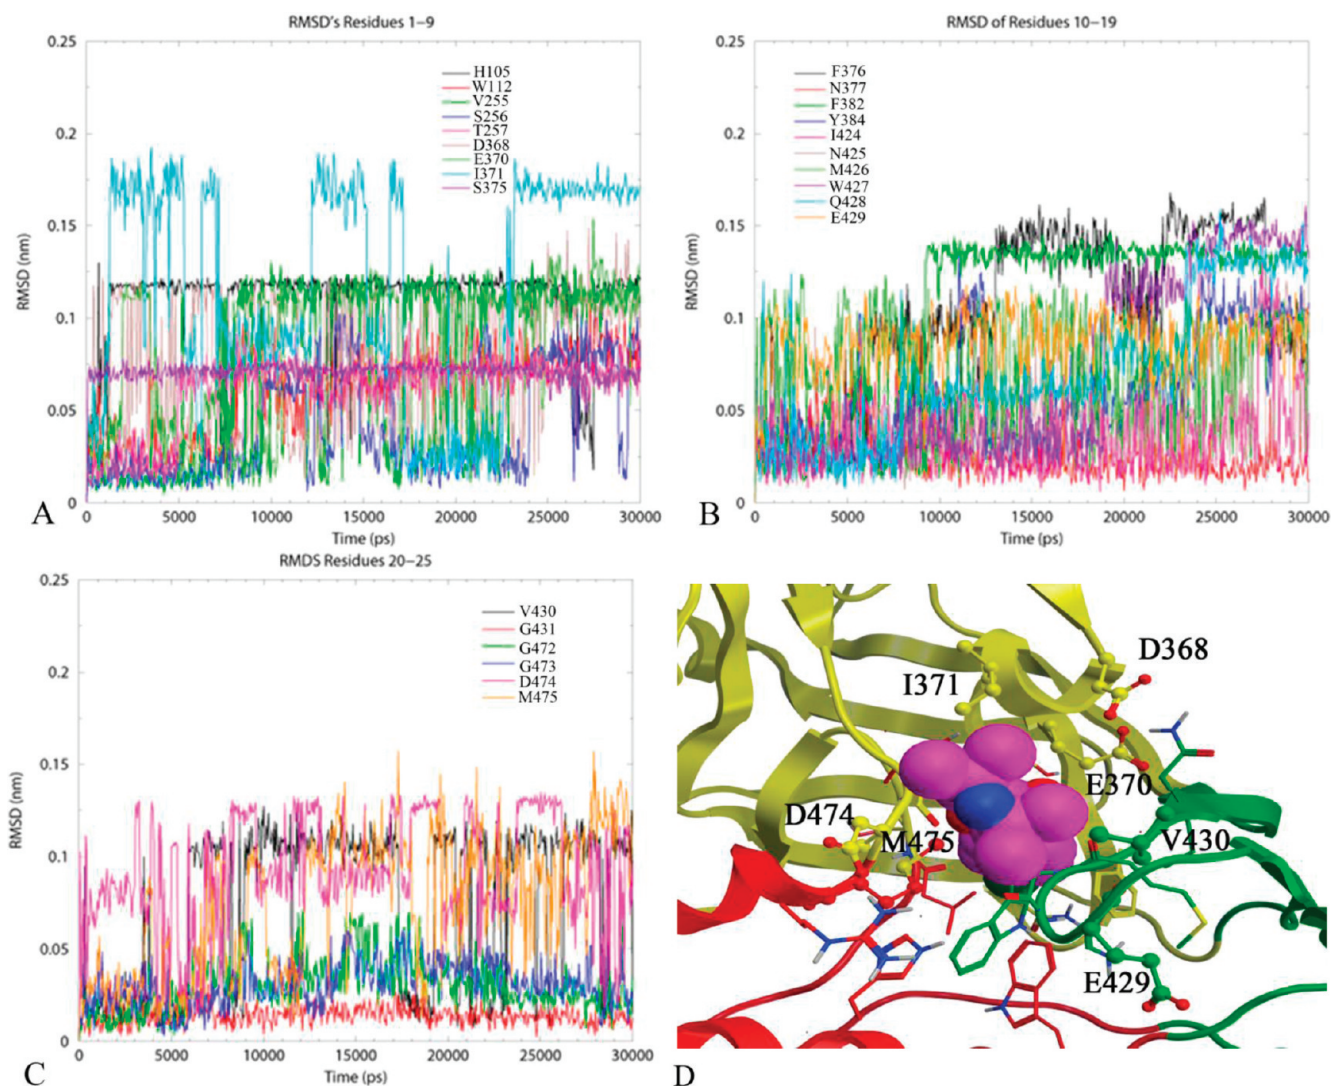 RMSD's Residues 1–9
0.25
0.2
0.15
0.1
0.05
0
RMSD (nm)
H105
W112
V255
S256
T257
D368
E370
I371
S375
0 5000 10000 15000 20000 25000 30000
Time (ps)
A
RMSD of Residues 10–19
0.25
0.2
0.15
0.1
0.05
0
RMSD (nm)
F376
N377
F382
Y384
I424
N425
M426
W427
Q428
E429
0 5000 10000 15000 20000 25000 30000
Time (ps)
B
RMDS Residues 20–25
0.25
0.2
0.15
0.1
0.05
0
RMSD (nm)
V430
G431
G472
G473
D474
M475
0 5000 10000 15000 20000 25000 30000
Time (ps)
C
D368
I371
E370
D474
M475
V430
E429
D